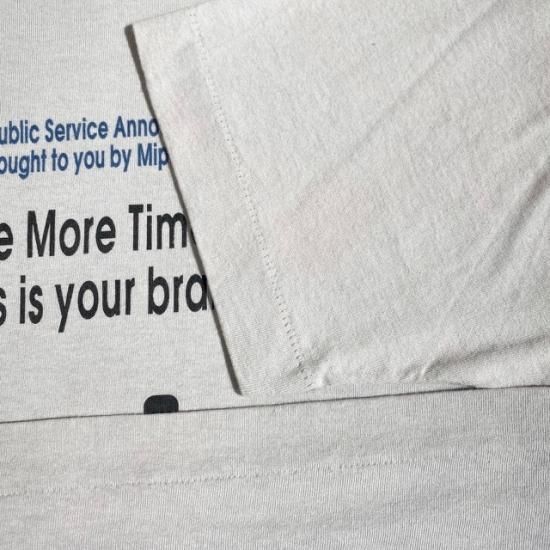 ublic Service Anno
ought to you by Mip
e More Tim
s is your bra